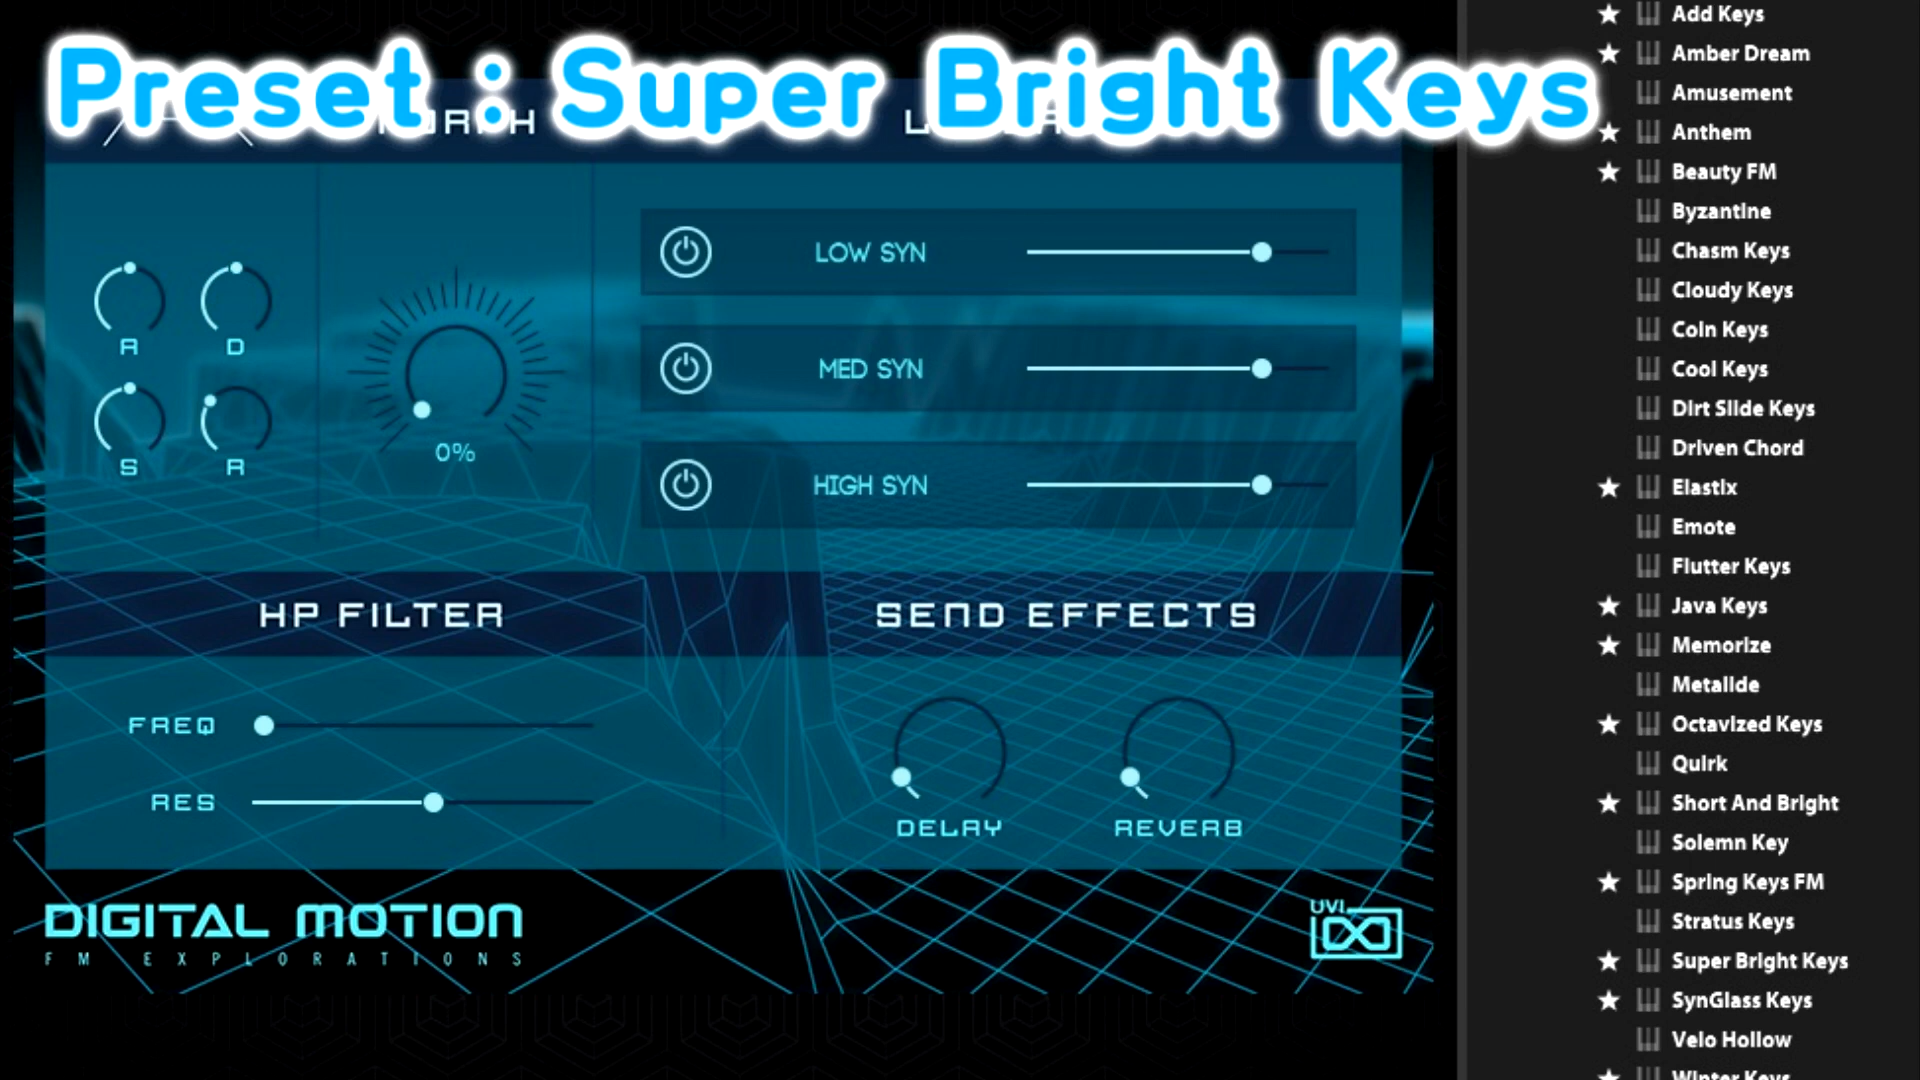 Preset : Super Bright Keys
LOW SYN
MED SYN
HIGH SYN
A
D
S
R
0%
HP FILTER
SEND EFFECTS
FREQ
RES
DELAY
REVERB
DIGITAL MOTION
FM EXPLORATIONS
UVI
Add Keys
Amber Dream
Amusement
Anthem
Beauty FM
Byzantine
Chasm Keys
Cloudy Keys
Coin Keys
Cool Keys
Dirt Slide Keys
Driven Chord
Elastix
Emote
Flutter Keys
Java Keys
Memorize
Metallde
Octavized Keys
Quirk
Short And Bright
Solemn Key
Spring Keys FM
Stratus Keys
Super Bright Keys
SynGlass Keys
Velo Hollow
Winter Keys